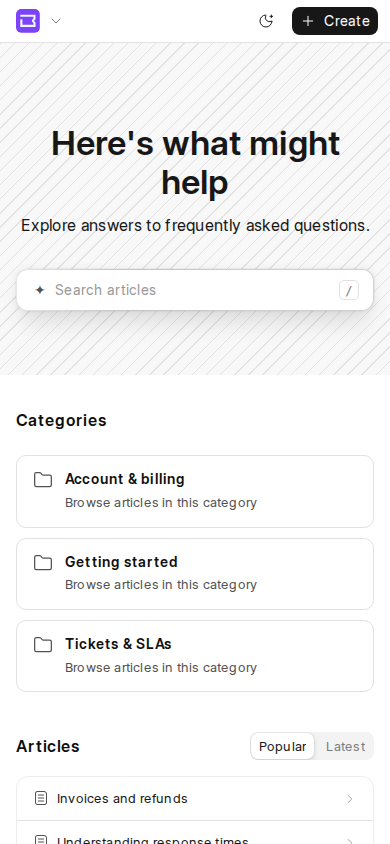 Create
Here's what might
help
Explore answers to frequently asked questions.
Search articles
/
Categories
Account & billing
Browse articles in this category
Getting started
Browse articles in this category
Tickets & SLAs
Browse articles in this category
Articles
Popular
Latest
Invoices and refunds
Understanding response times